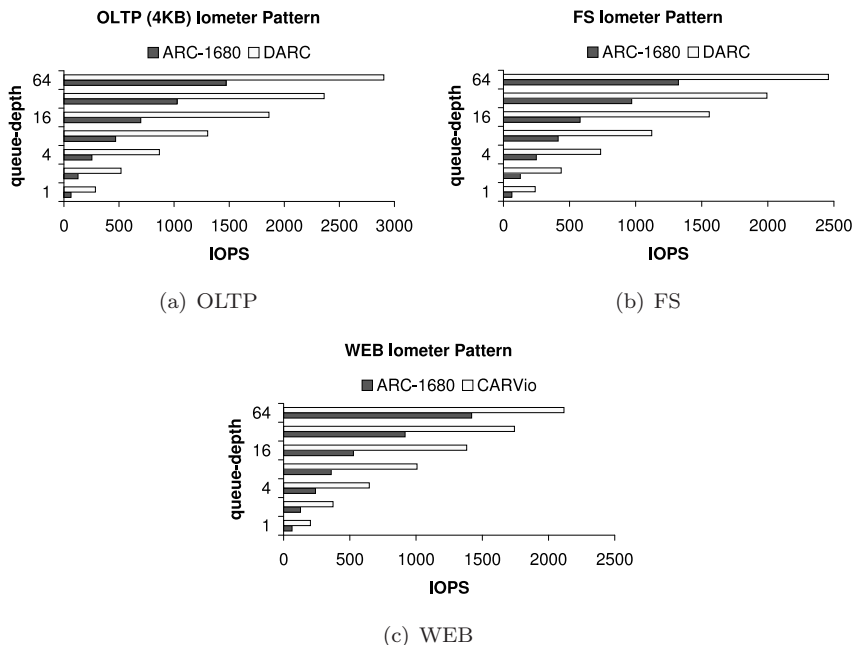 OLTP (4KB) Iometer Pattern
ARC-1680 DARC
queue-depth
64
16
4
1
0 500 1000 1500 2000 2500 3000
IOPS
(a) OLTP
FS Iometer Pattern
ARC-1680 DARC
queue-depth
64
16
4
1
0 500 1000 1500 2000 2500
IOPS
(b) FS
WEB Iometer Pattern
ARC-1680 CARVio
queue-depth
64
16
4
1
0 500 1000 1500 2000 2500
IOPS
(c) WEB